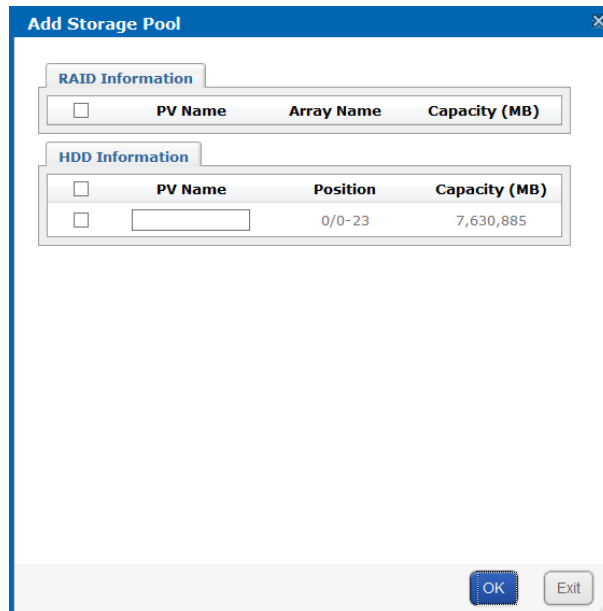 Add Storage Pool
RAID Information
PV Name Array Name Capacity (MB)
HDD Information
PV Name Position Capacity (MB)
0/0-23 7,630,885
OK Exit